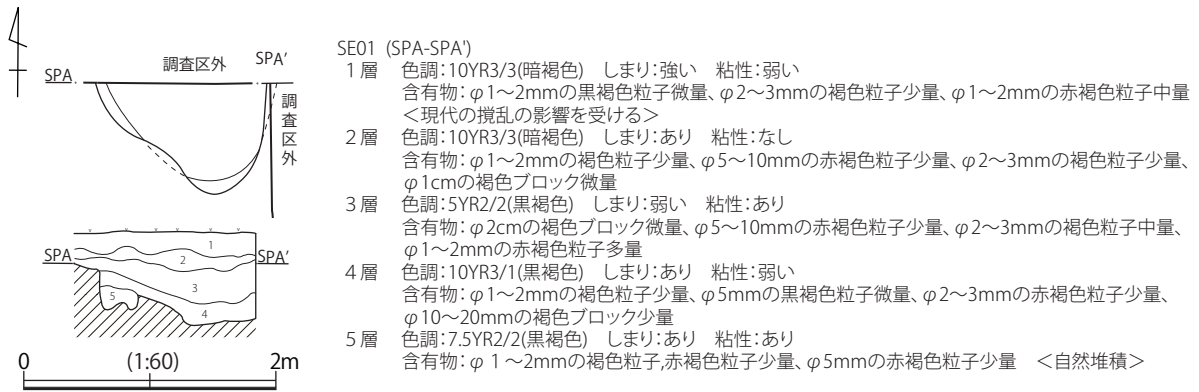 調査区外
SPA
SPA'
調査区外
SPA
SPA'
1
2
3
4
5
0 (1:60) 2m
SE01 (SPA-SPA')
1層 色調:10YR3/3(暗褐色) しまり:強い 粘性:弱い
含有物:φ1～2mmの黒褐色粒子微量、φ2～3mmの褐色粒子少量、φ1～2mmの赤褐色粒子中量
＜現代の撹乱の影響を受ける＞
2層 色調:10YR3/3(暗褐色) しまり:あり 粘性:なし
含有物:φ1～2mmの褐色粒子少量、φ5～10mmの赤褐色粒子少量、φ2～3mmの褐色粒子少量、
φ1cmの褐色ブロック微量
3層 色調:5YR2/2(黒褐色) しまり:弱い 粘性:あり
含有物:φ2cmの褐色ブロック微量、φ5～10mmの赤褐色粒子少量、φ2～3mmの褐色粒子中量、
φ1～2mmの赤褐色粒子多量
4層 色調:10YR3/1(黒褐色) しまり:あり 粘性:弱い
含有物:φ1～2mmの褐色粒子少量、φ5mmの黒褐色粒子微量、φ2～3mmの赤褐色粒子少量、
φ10～20mmの褐色ブロック少量
5層 色調:7.5YR2/2(黒褐色) しまり:あり 粘性:あり
含有物:φ1～2mmの褐色粒子,赤褐色粒子少量、φ5mmの赤褐色粒子少量 ＜自然堆積＞